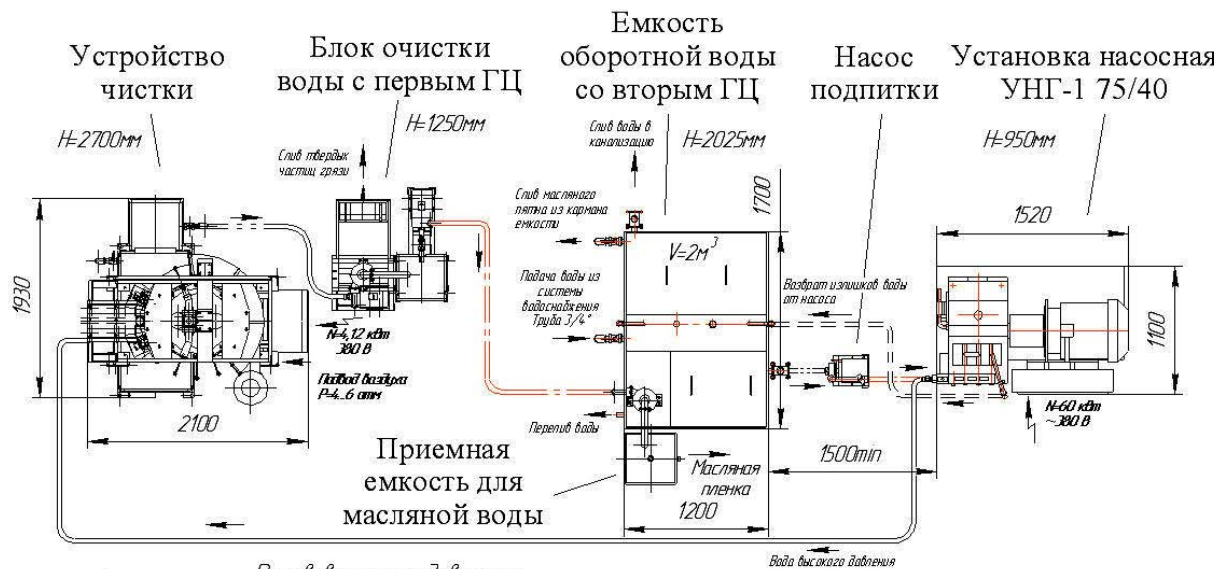 Устройство
чистки
H=2700мм
Блок очистки
воды с первым ГЦ
H=1250мм
Емкость
оборотной воды
со вторым ГЦ
H=2025мм
Насос
подпитки
Установка насосная
УНГ-1 75/40
H=950мм
Слив твердых
частиц грязи
Слив воды в
канализацию
Слив масляного
пятна из кармана
емкости
Подача воды из
системы
водоснабжения
Труба 3/4"
V=2м³
1700
1520
1930
1100
Возврат излишков воды
от насоса
N=4,12 кВт
380 В
Подвод воздуха
P=4...6 атм
2100
Перелив воды
N=60 кВт
~380 В
1500min
Приемная
емкость для
масляной воды
Масляная
пленка
1200
Вода высокого давления